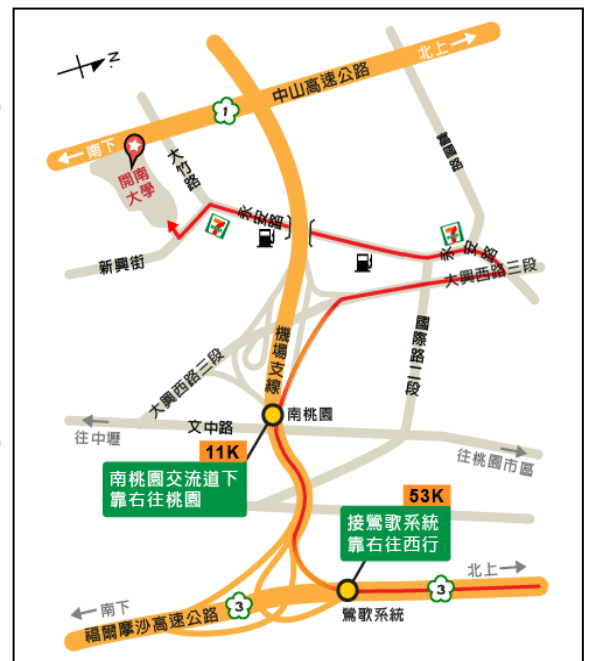 N
北上
中山高速公路
1
南下
開南
大學
大竹路
富國路
永安路
7
7
永安路
新興街
大興西路三段
機場支線
國際路二段
大興西路三段
南桃園
文中路
往中壢
往桃園市區
11K
南桃園交流道下
靠右往桃園
53K
接鶯歌系統
靠右往西行
北上
3
南下
3
福爾摩沙高速公路
鶯歌系統